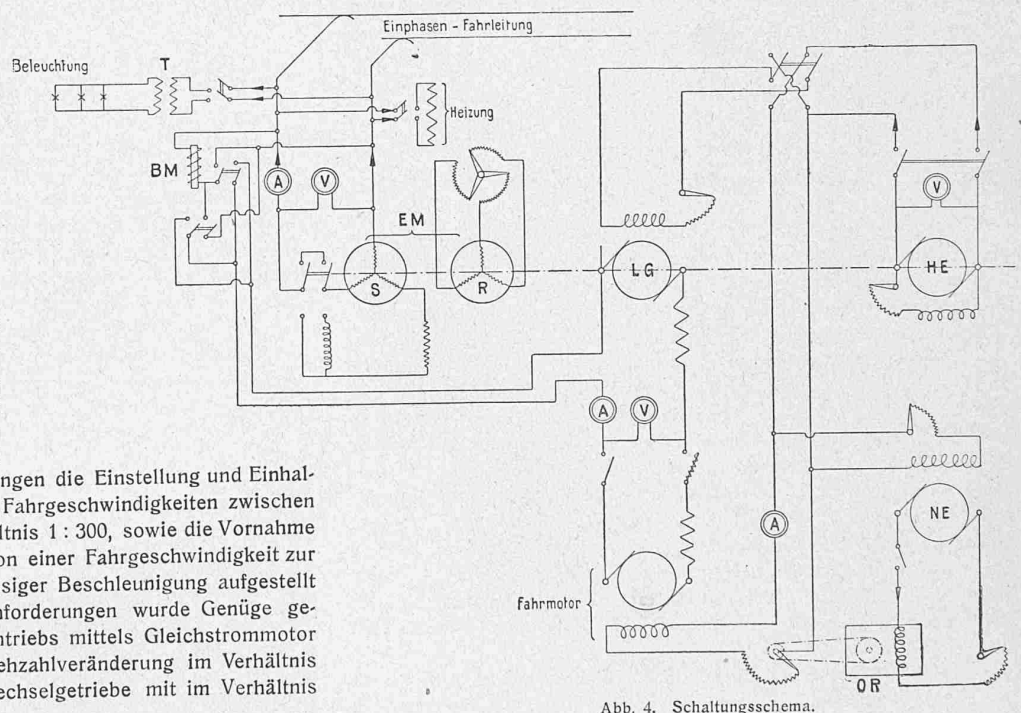 Einphasen - Fahrleitung
Beleuchtung
T
Heizung
BM
A
V
EM
S
R
LG
HE
V
A
V
A
NE
Fahrmotor
OR
ngen die Einstellung und Einhal-
Fahrgeschwindigkeiten zwischen
ltnis 1 : 300, sowie die Vornahme
on einer Fahrgeschwindigkeit zur
siger Beschleunigung aufgestellt
nforderungen wurde Genüge ge-
ntriebs mittels Gleichstrommotor
ehzahlveränderung im Verhältnis
echselgetriebe mit im Verhältnis
Abb. 4. Schaltungsschema.